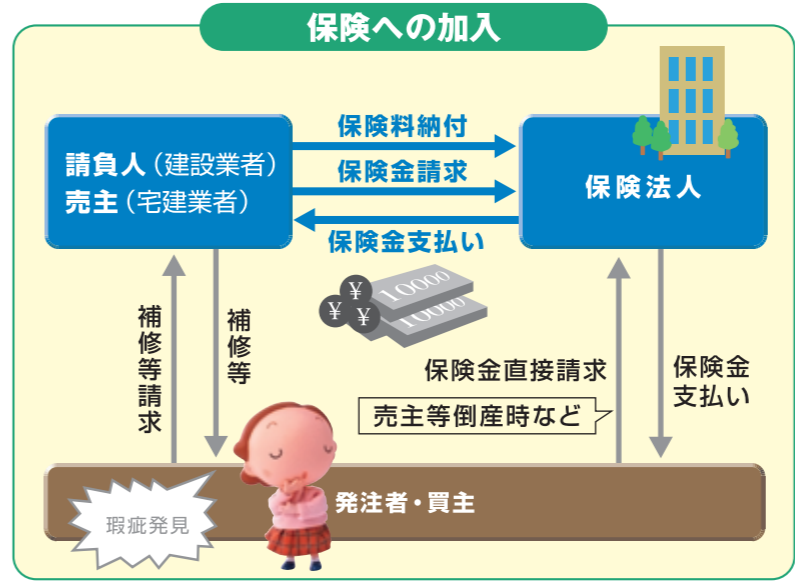 保険への加入
請負人（建設業者）
売主（宅建業者）
保険料納付
保険金請求
保険金支払い
保険法人
¥
¥
¥
10000
10000
補修等請求
補修等
保険金直接請求
売主等倒産時など
保険金
支払い
瑕疵発見
発注者・買主